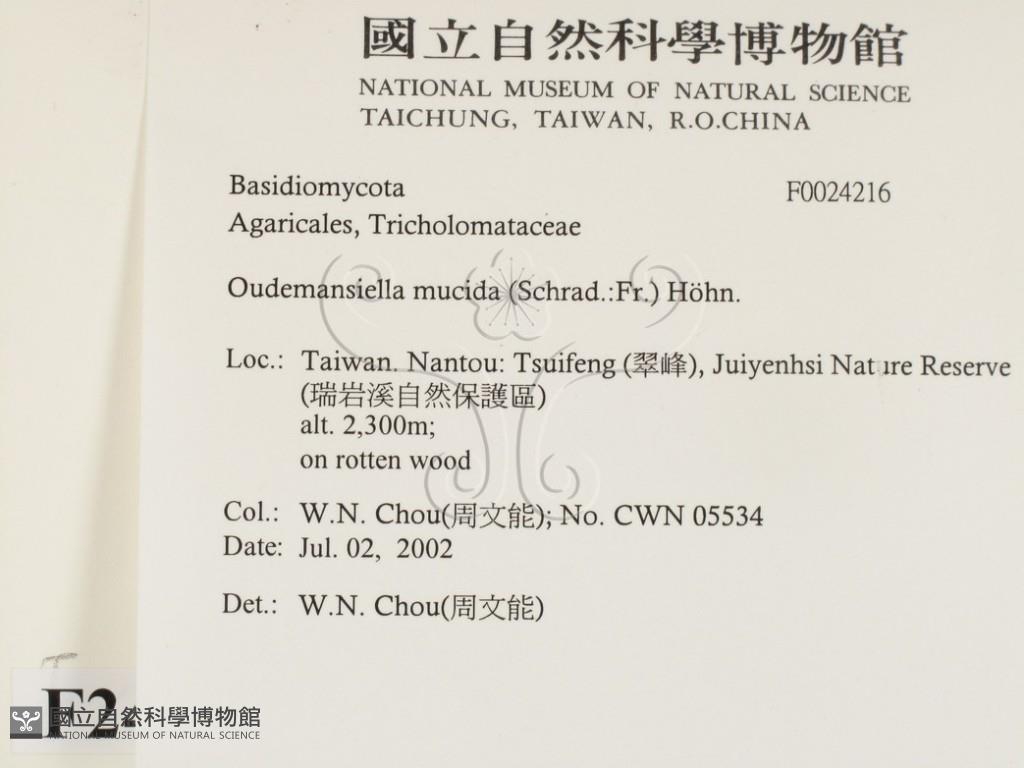 國立自然科學博物館
NATIONAL MUSEUM OF NATURAL SCIENCE
TAICHUNG, TAIWAN, R.O.CHINA
Basidiomycota F0024216
Agaricales, Tricholomataceae
Oudemansiella mucida (Schrad.:Fr.) Höhn.
Loc.: Taiwan. Nantou: Tsuifeng (翠峰), Juiyenhsi Nature Reserve
(瑞岩溪自然保護區)
alt. 2,300m;
on rotten wood
Col.: W.N. Chou(周文能); No. CWN 05534
Date: Jul. 02, 2002
Det.: W.N. Chou(周文能)
F2
國立自然科學博物館
NATIONAL MUSEUM OF NATURAL SCIENCE